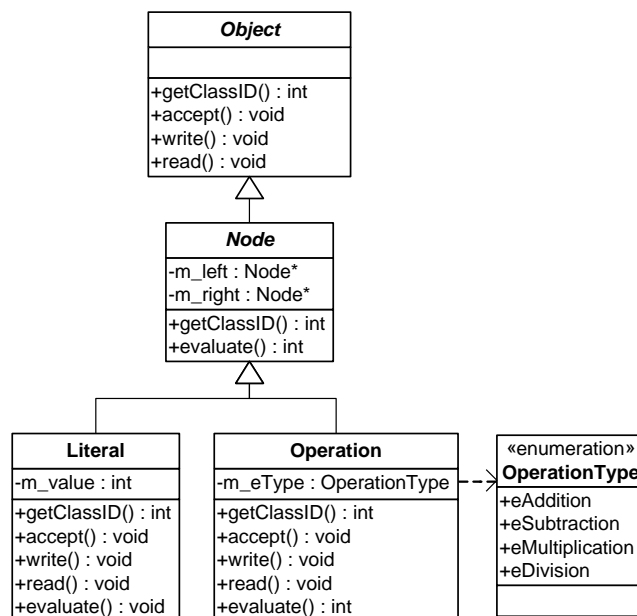 Object
+getClassID() : int
+accept() : void
+write() : void
+read() : void
Node
-m_left : Node*
-m_right : Node*
+getClassID() : int
+evaluate() : int
Literal
-m_value : int
+getClassID() : int
+accept() : void
+write() : void
+read() : void
+evaluate() : void
Operation
-m_eType : OperationType
+getClassID() : int
+accept() : void
+write() : void
+read() : void
+evaluate() : int
«enumeration»
OperationType
+eAddition
+eSubtraction
+eMultiplication
+eDivision